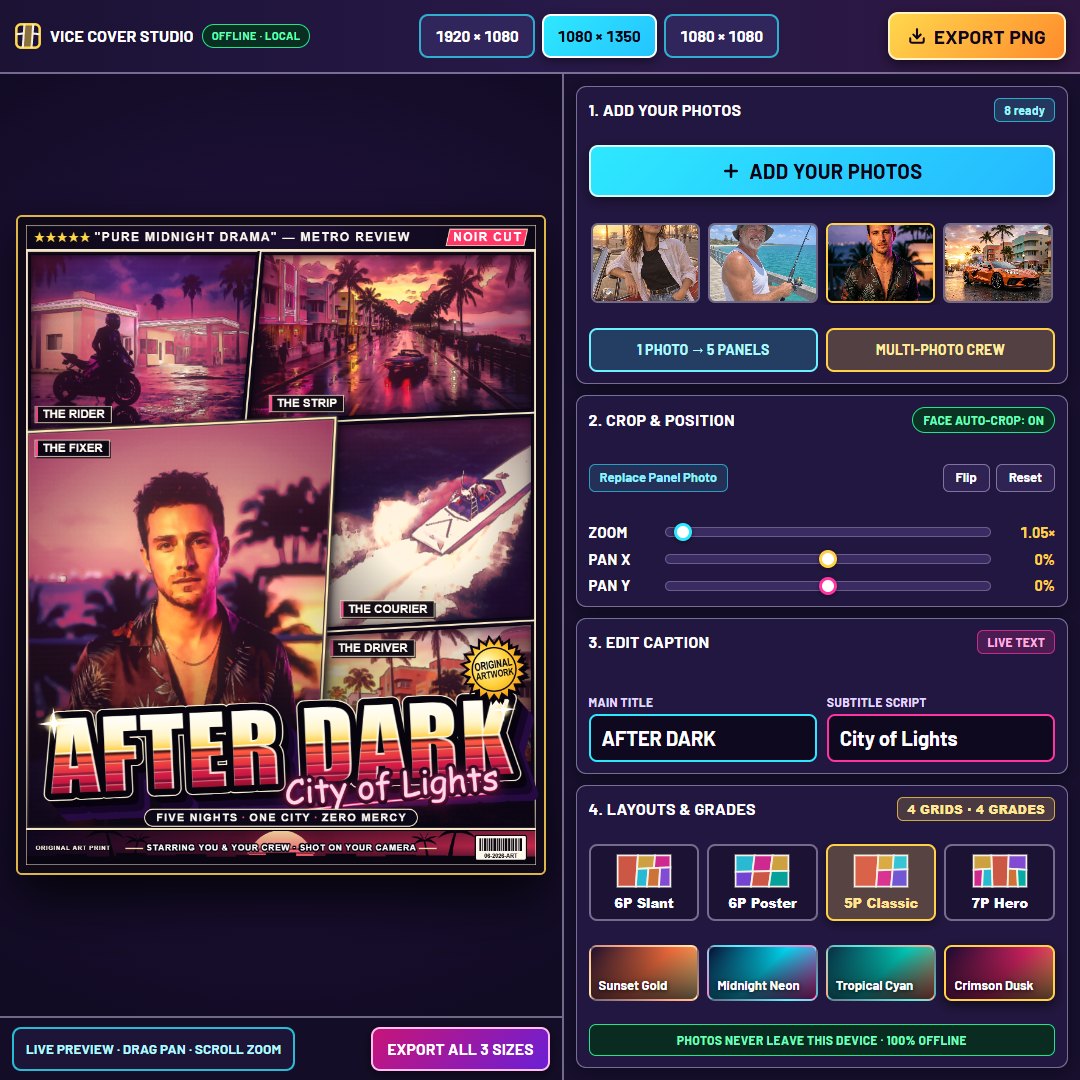 VICE COVER STUDIO
OFFLINE · LOCAL
1920 × 1080
1080 × 1350
1080 × 1080
EXPORT PNG
★★★★★ "PURE MIDNIGHT DRAMA" — METRO REVIEW
NOIR CUT
THE RIDER
THE STRIP
THE FIXER
THE COURIER
THE DRIVER
ORIGINAL
ARTWORK
AFTER DARK
City of Lights
FIVE NIGHTS · ONE CITY · ZERO MERCY
ORIGINAL ART PRINT
STARRING YOU & YOUR CREW · SHOT ON YOUR CAMERA
06-2026-ART
LIVE PREVIEW · DRAG PAN · SCROLL ZOOM
EXPORT ALL 3 SIZES
1. ADD YOUR PHOTOS
8 ready
+ ADD YOUR PHOTOS
1 PHOTO → 5 PANELS
MULTI-PHOTO CREW
2. CROP & POSITION
FACE AUTO-CROP: ON
Replace Panel Photo
Flip
Reset
ZOOM
1.05×
PAN X
0%
PAN Y
0%
3. EDIT CAPTION
LIVE TEXT
MAIN TITLE
SUBTITLE SCRIPT
AFTER DARK
City of Lights
4. LAYOUTS & GRADES
4 GRIDS · 4 GRADES
6P Slant
6P Poster
5P Classic
7P Hero
Sunset Gold
Midnight Neon
Tropical Cyan
Crimson Dusk
PHOTOS NEVER LEAVE THIS DEVICE · 100% OFFLINE